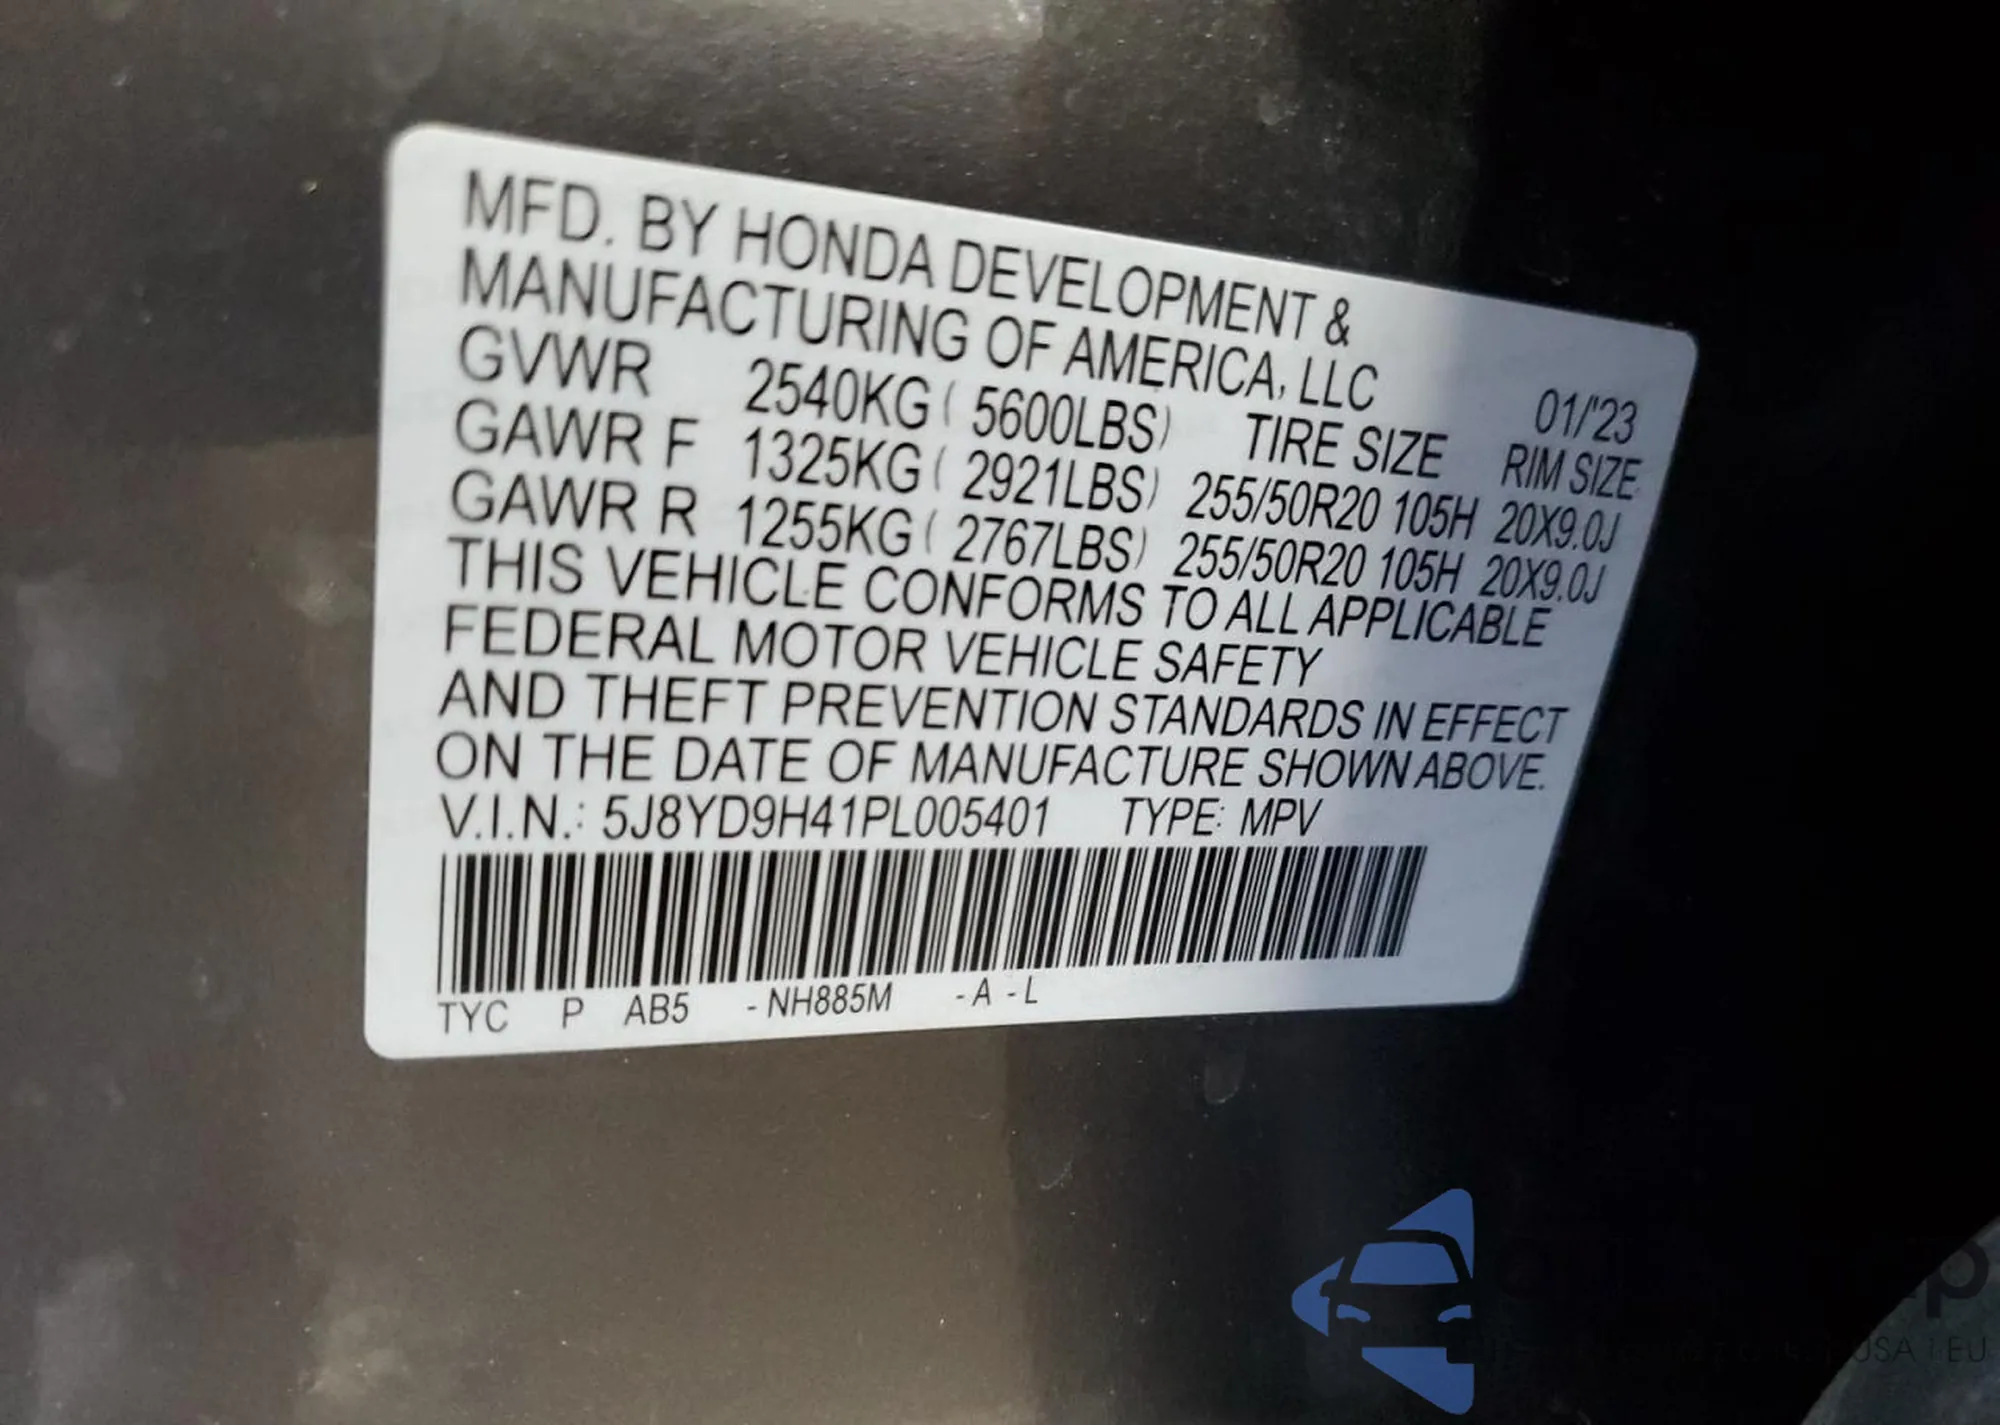 MFD. BY HONDA DEVELOPMENT &
MANUFACTURING OF AMERICA, LLC 01/'23
GVWR 2540KG ( 5600LBS) TIRE SIZE RIM SIZE
GAWR F 1325KG ( 2921LBS) 255/50R20 105H 20X9.0J
GAWR R 1255KG ( 2767LBS) 255/50R20 105H 20X9.0J
THIS VEHICLE CONFORMS TO ALL APPLICABLE
FEDERAL MOTOR VEHICLE SAFETY
AND THEFT PREVENTION STANDARDS IN EFFECT
ON THE DATE OF MANUFACTURE SHOWN ABOVE.
V.I.N.: 5J8YD9H41PL005401 TYPE: MPV
TYC P AB5 - NH885M - A - L
USA | EU